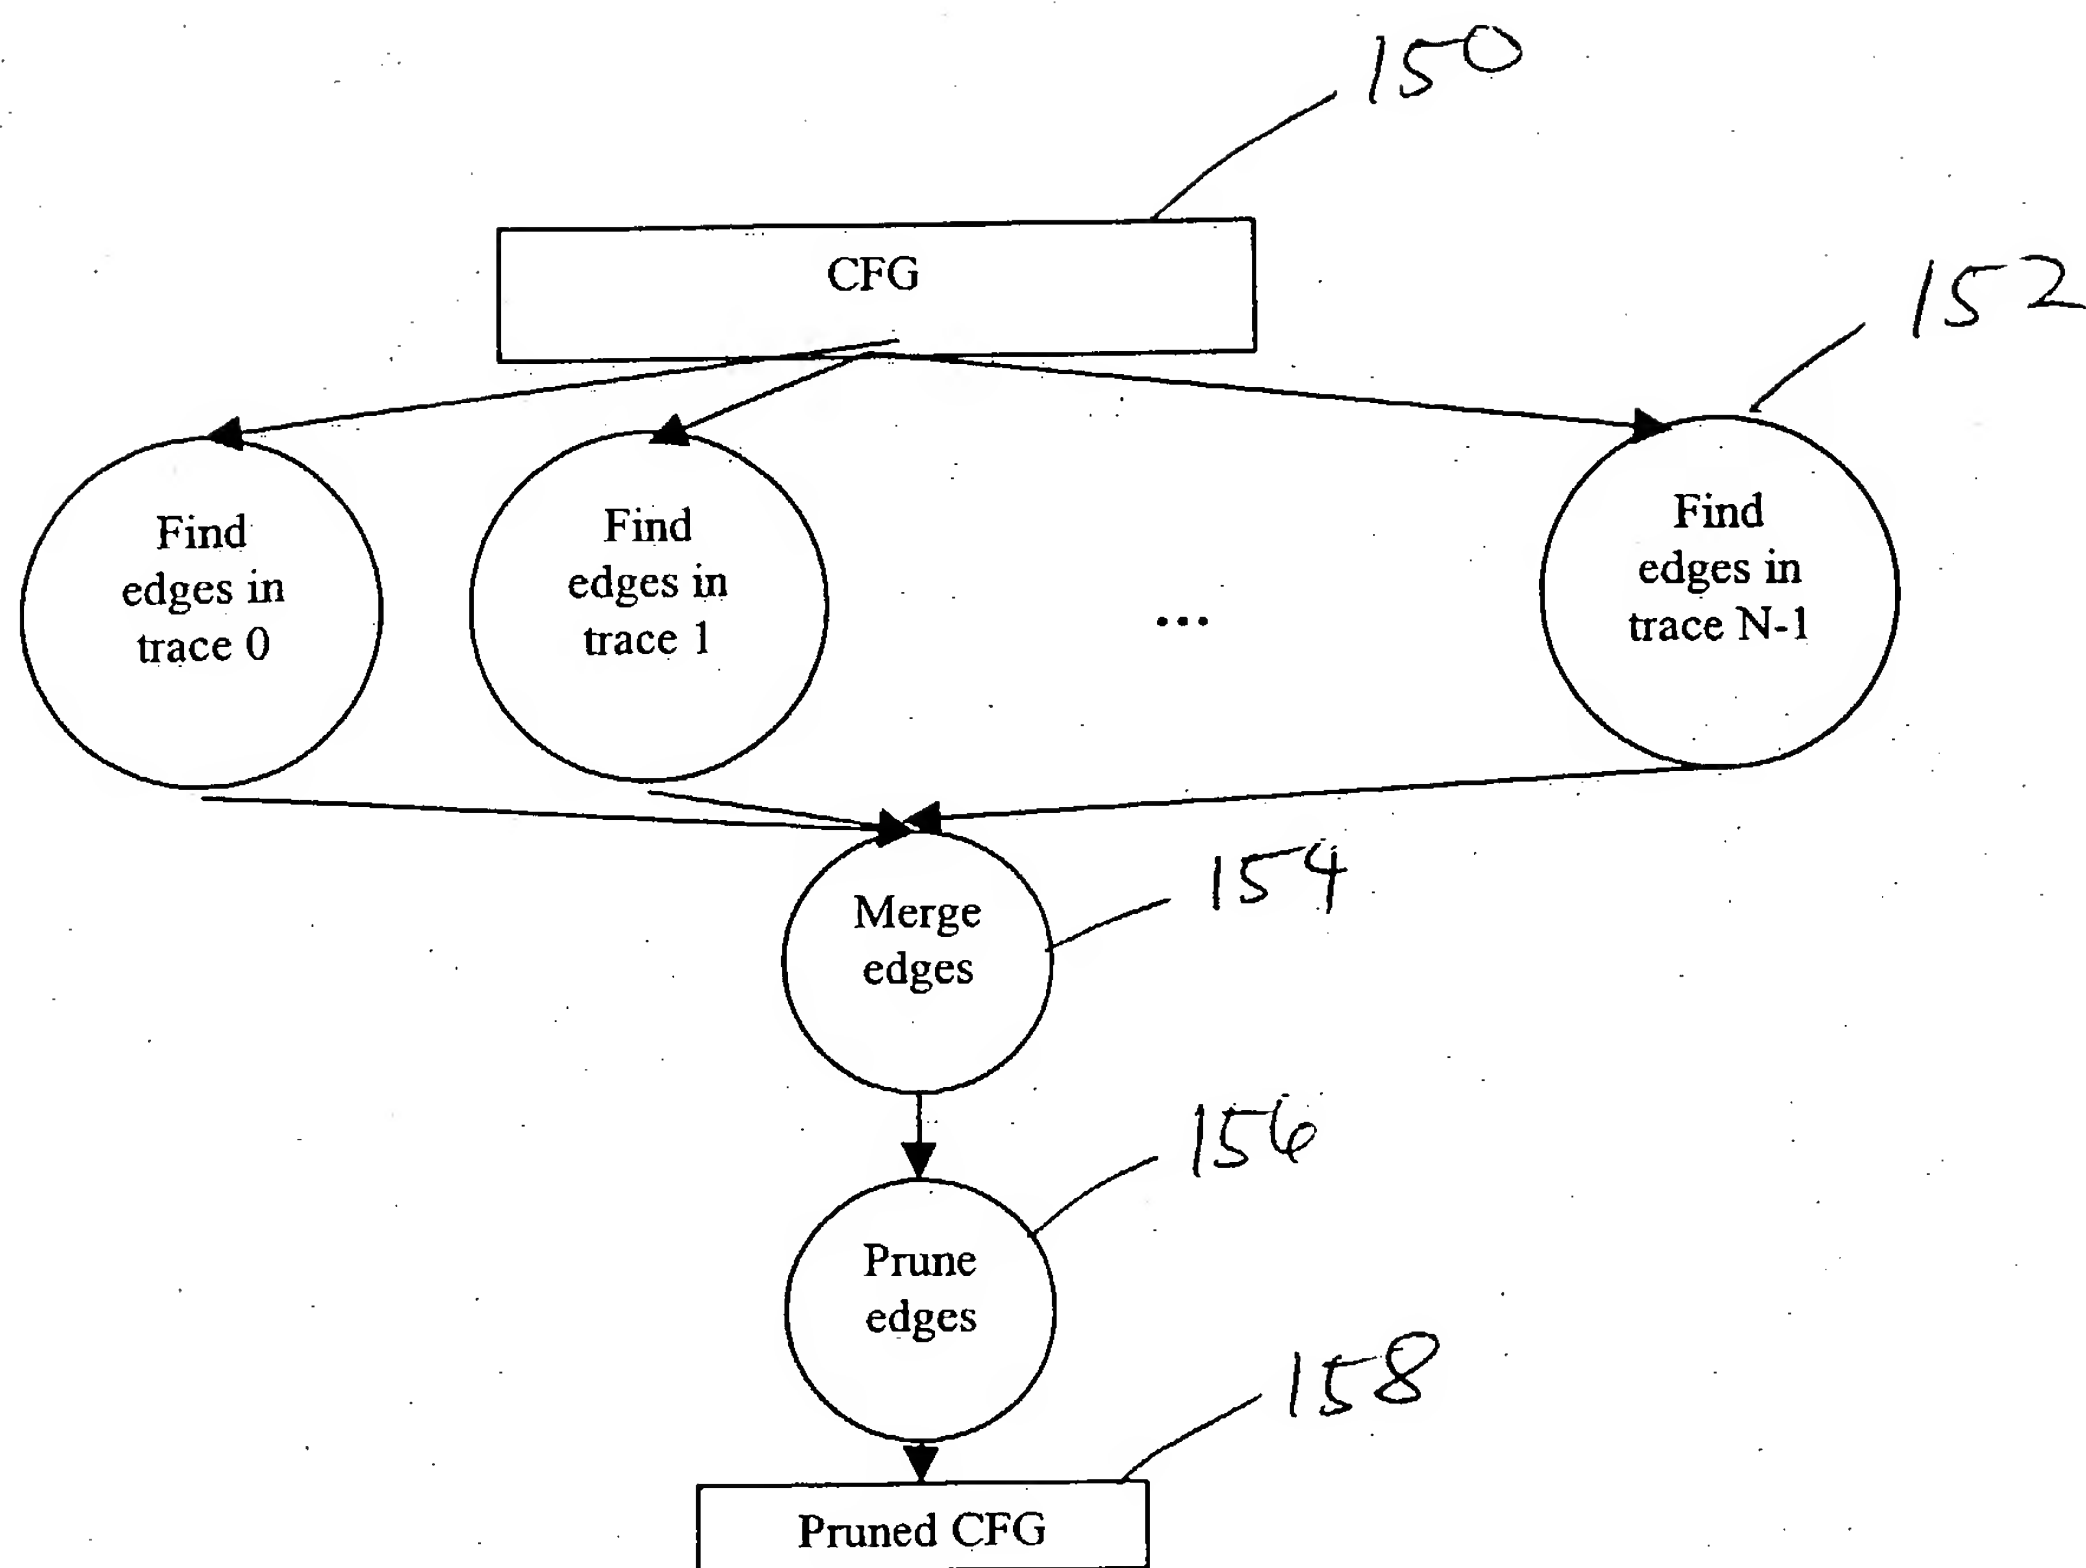 150
CFG
152
Find
edges in
trace 0
Find
edges in
trace 1
...
Find
edges in
trace N-1
154
Merge
edges
156
Prune
edges
158
Pruned CFG